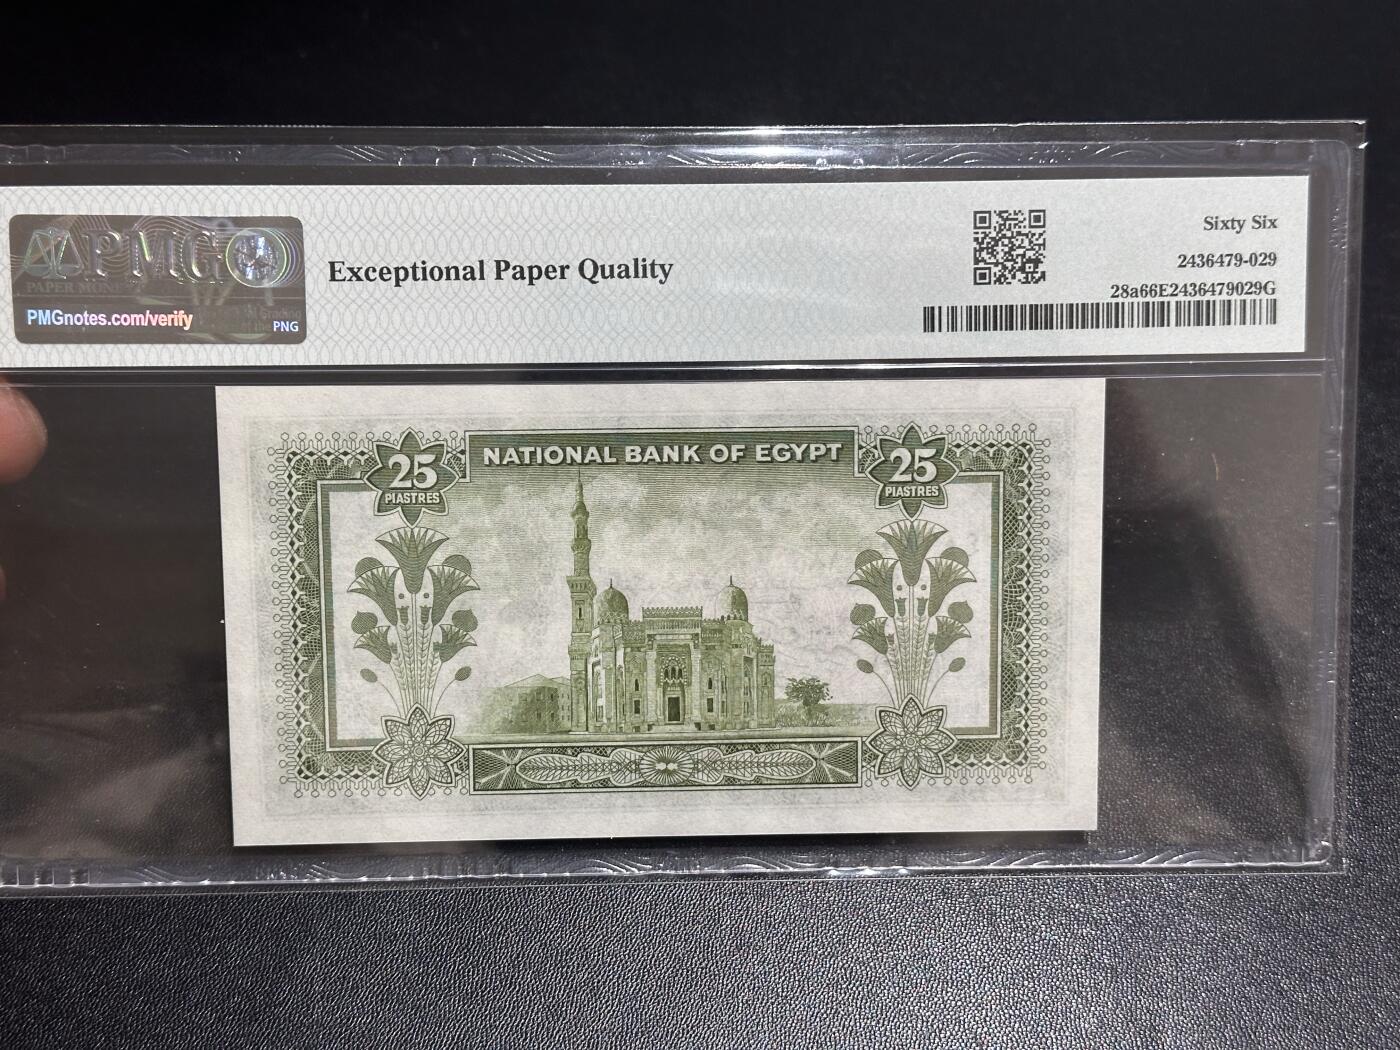 Sixty Six
2436479-029
28a66E2436479029G
PMG
PAPER MONEY
PMGnotes.com/verify
PNG
Exceptional Paper Quality
25
PIASTRES
NATIONAL BANK OF EGYPT
25
PIASTRES